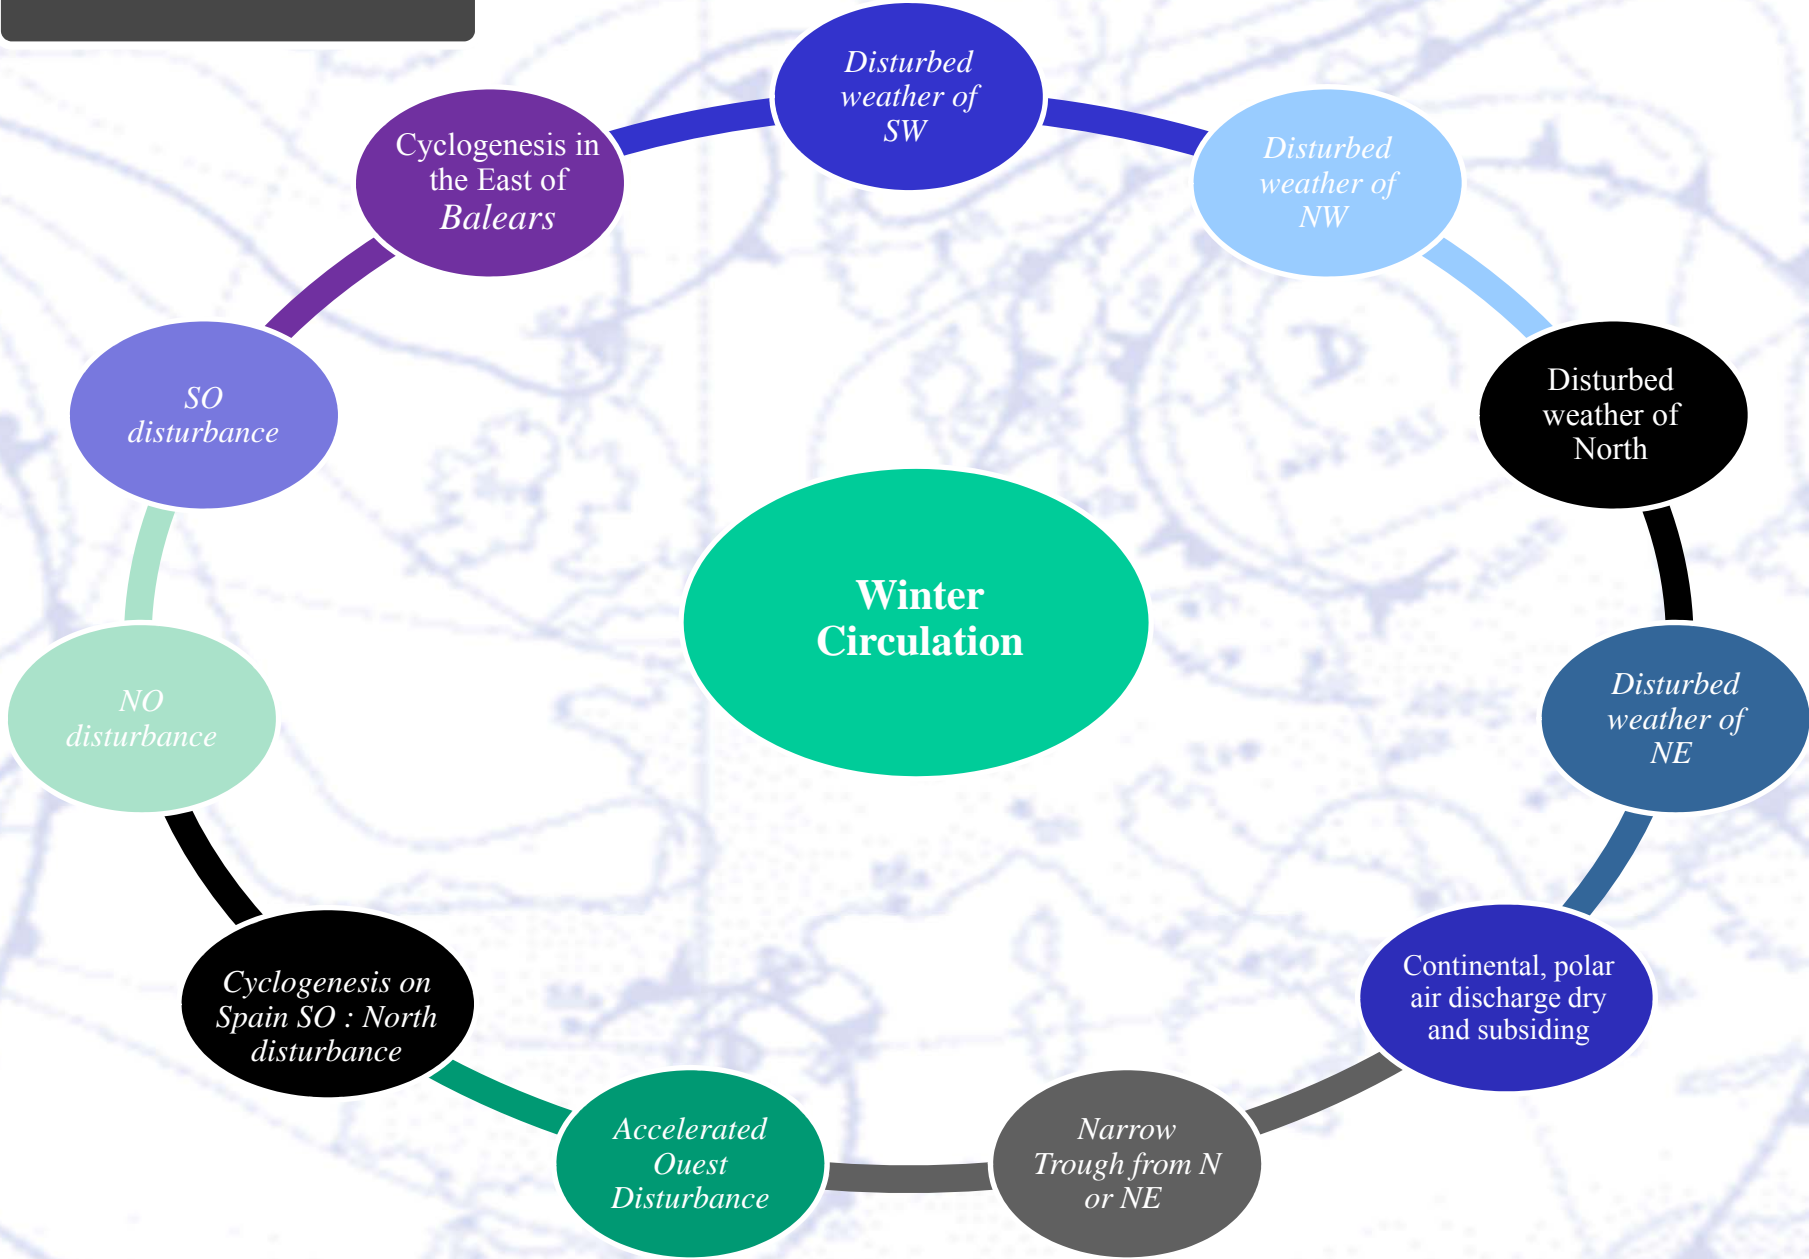 Disturbed
weather of
SW
Disturbed
weather of
NW
Disturbed
weather of
North
Disturbed
weather of
NE
Continental, polar
air discharge dry
and subsiding
Narrow
Trough from N
or NE
Accelerated
Ouest
Disturbance
Cyclogenesis on
Spain SO : North
disturbance
NO
disturbance
SO
disturbance
Cyclogenesis in
the East of
Balears
Winter
Circulation